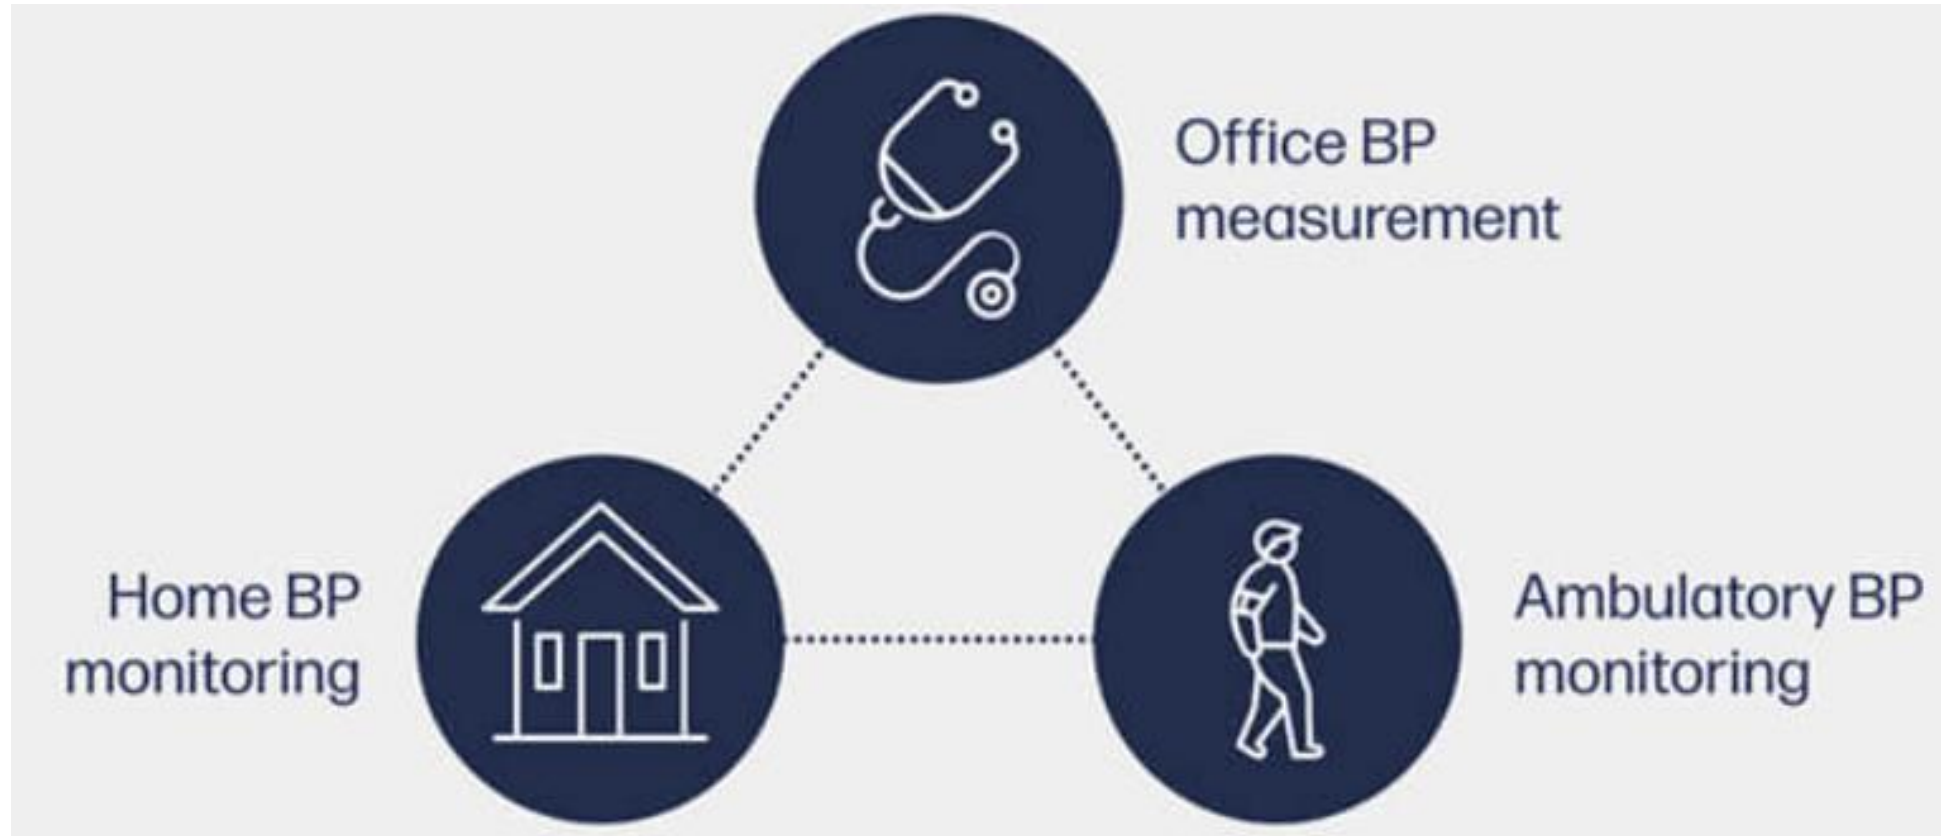 Office BP
measurement
Home BP
monitoring
Ambulatory BP
monitoring